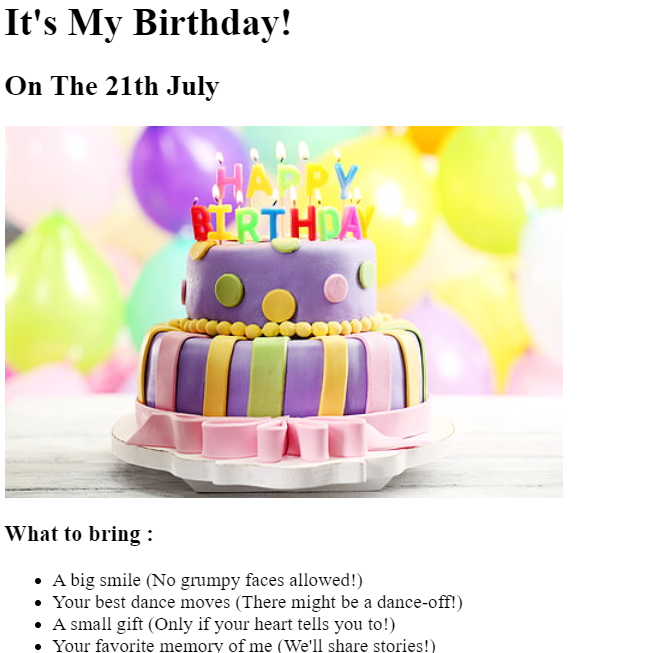 It's My Birthday!
On The 21th July
HAPPY
BIRTHDAY
What to bring :
A big smile (No grumpy faces allowed!)
Your best dance moves (There might be a dance-off!)
A small gift (Only if your heart tells you to!)
Your favorite memory of me (We'll share stories!)